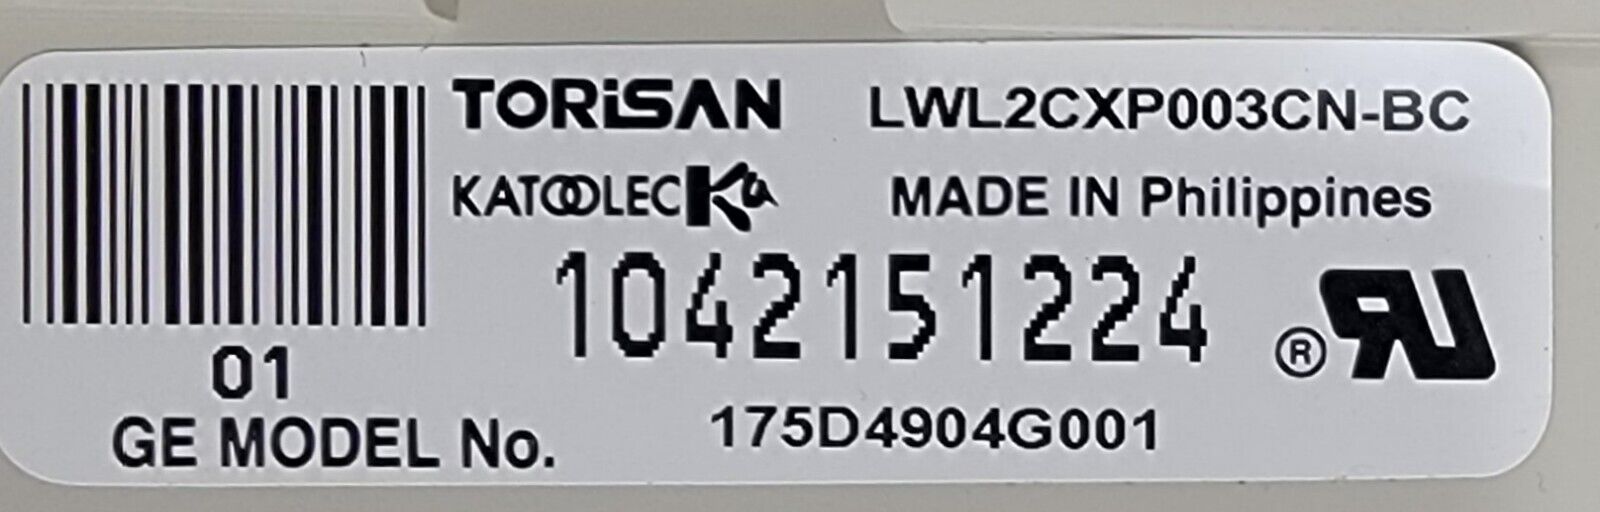 TORiSAN LWL2CXP003CN-BC
KATOOLEC MADE IN Philippines
1042151224
01
®
GE MODEL No. 175D4904G001